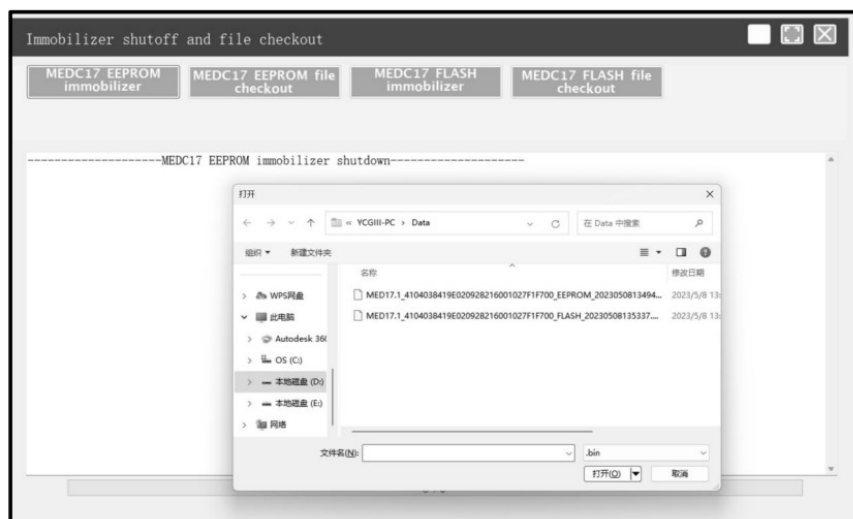 Immobilizer shutoff and file checkout
MEDC17 EEPROM
immobilizer
MEDC17 EEPROM file
checkout
MEDC17 FLASH
immobilizer
MEDC17 FLASH file
checkout
--------------------MEDC17 EEPROM immobilizer shutdown--------------------
打开
« YCGIII-PC › Data
在 Data 中搜索
组织 新建文件夹
名称 修改日期
WPS网盘
此电脑
Autodesk 36
OS (C:)
本地磁盘 (D:)
本地磁盘 (E:)
网络
MED17.1_4104038419E020928216001027F1F700_EEPROM_2023050813494... 2023/5/8 13:
MED17.1_4104038419E020928216001027F1F700_FLASH_20230508135337.... 2023/5/8 13:
文件名(N): .bin
打开(O) 取消